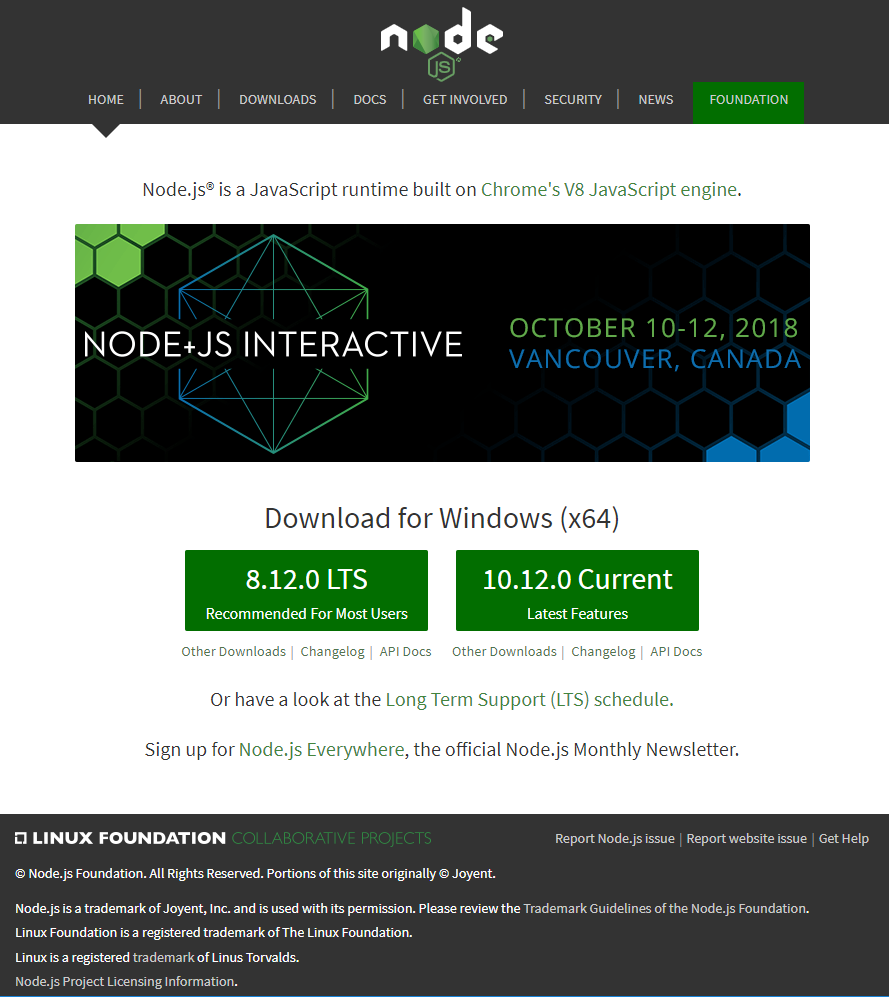 node
JS
HOME | ABOUT | DOWNLOADS | DOCS | GET INVOLVED | SECURITY | NEWS FOUNDATION
Node.js® is a JavaScript runtime built on Chrome's V8 JavaScript engine.
NODE+JS INTERACTIVE
OCTOBER 10-12, 2018
VANCOUVER, CANADA
Download for Windows (x64)
8.12.0 LTS
Recommended For Most Users
10.12.0 Current
Latest Features
Other Downloads | Changelog | API Docs
Other Downloads | Changelog | API Docs
Or have a look at the Long Term Support (LTS) schedule.
Sign up for Node.js Everywhere, the official Node.js Monthly Newsletter.
LINUX FOUNDATION COLLABORATIVE PROJECTS
Report Node.js issue | Report website issue | Get Help
© Node.js Foundation. All Rights Reserved. Portions of this site originally © Joyent.
Node.js is a trademark of Joyent, Inc. and is used with its permission. Please review the Trademark Guidelines of the Node.js Foundation.
Linux Foundation is a registered trademark of The Linux Foundation.
Linux is a registered trademark of Linus Torvalds.
Node.js Project Licensing Information.